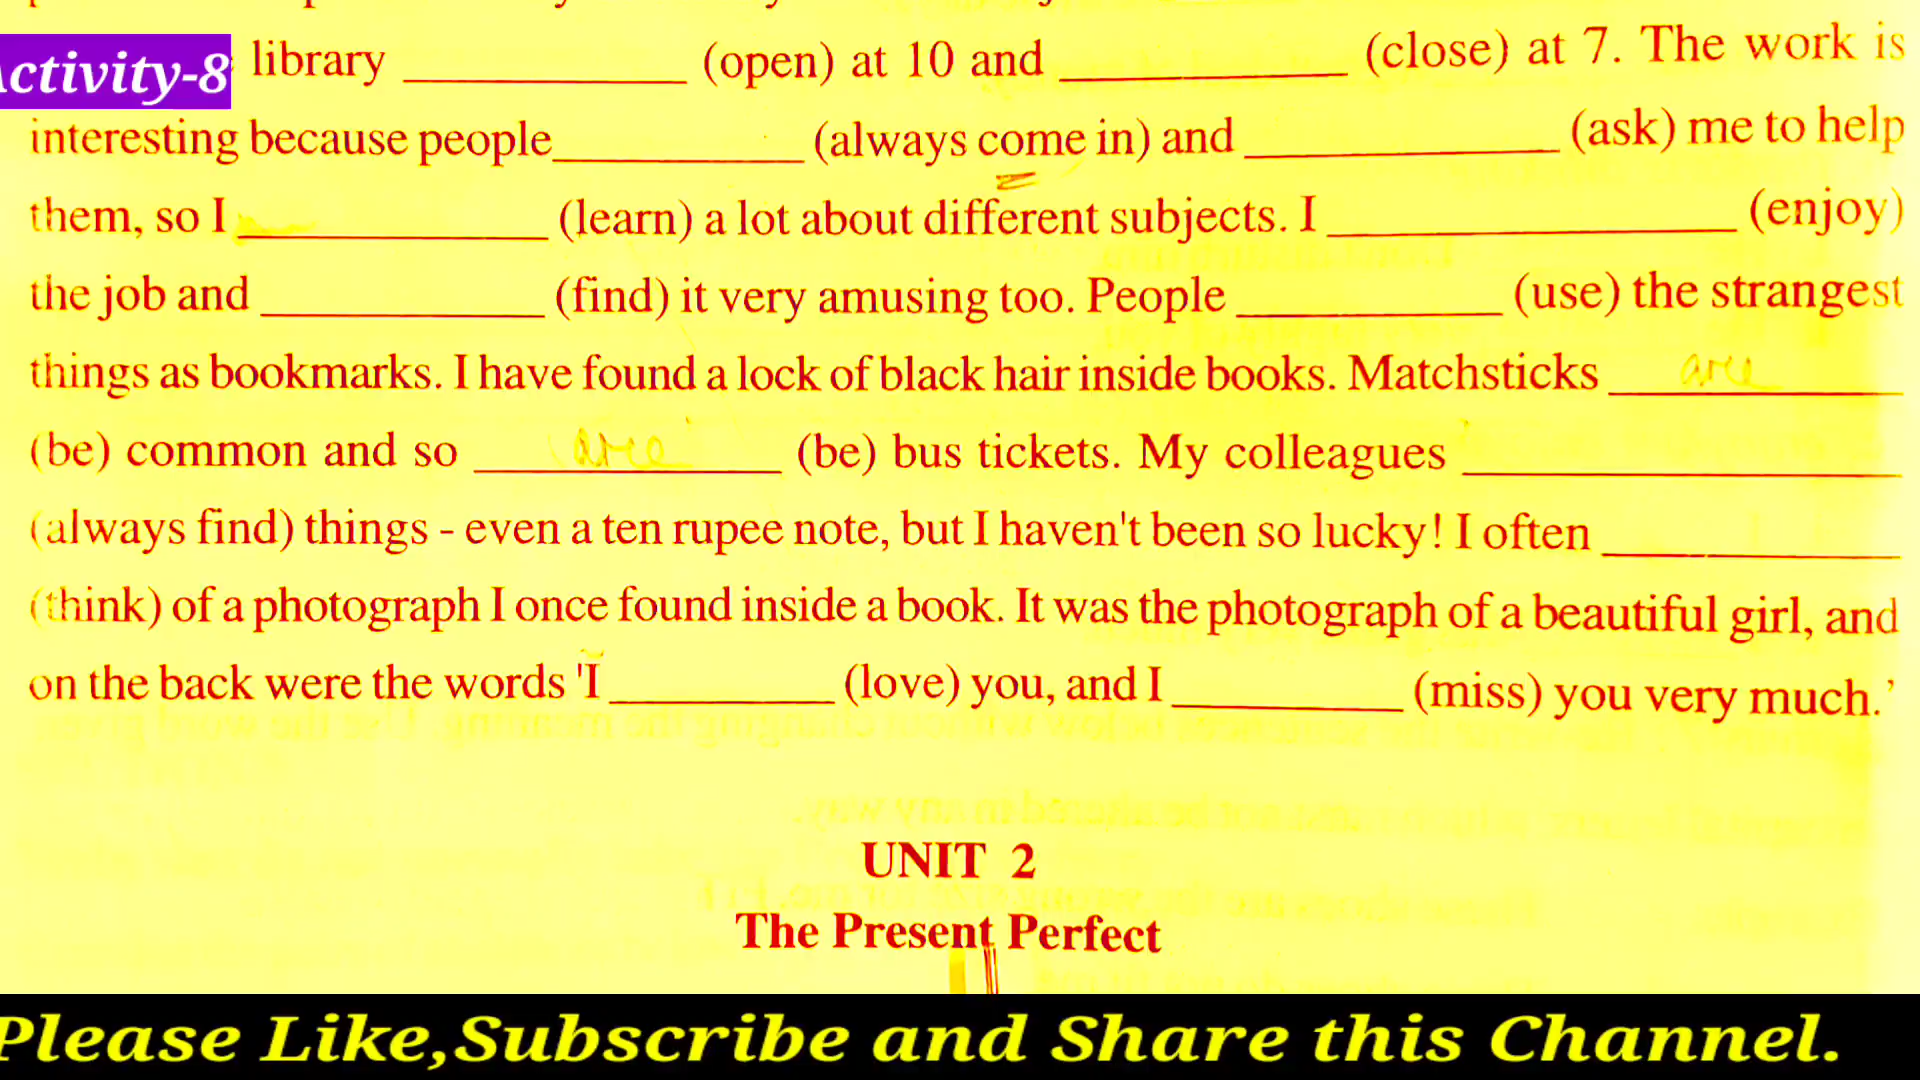 Activity-8 library ____________ (open) at 10 and ____________ (close) at 7. The work is
interesting because people__________ (always come in) and ____________ (ask) me to help
them, so I ____________ (learn) a lot about different subjects. I ________________ (enjoy)
the job and ____________ (find) it very amusing too. People ___________ (use) the strangest
things as bookmarks. I have found a lock of black hair inside books. Matchsticks are
(be) common and so are (be) bus tickets. My colleagues ________________
(always find) things - even a ten rupee note, but I haven't been so lucky! I often ____________
(think) of a photograph I once found inside a book. It was the photograph of a beautiful girl, and
on the back were the words 'I _________ (love) you, and I _________ (miss) you very much.’
UNIT 2
The Present Perfect
Please Like,Subscribe and Share this Channel.